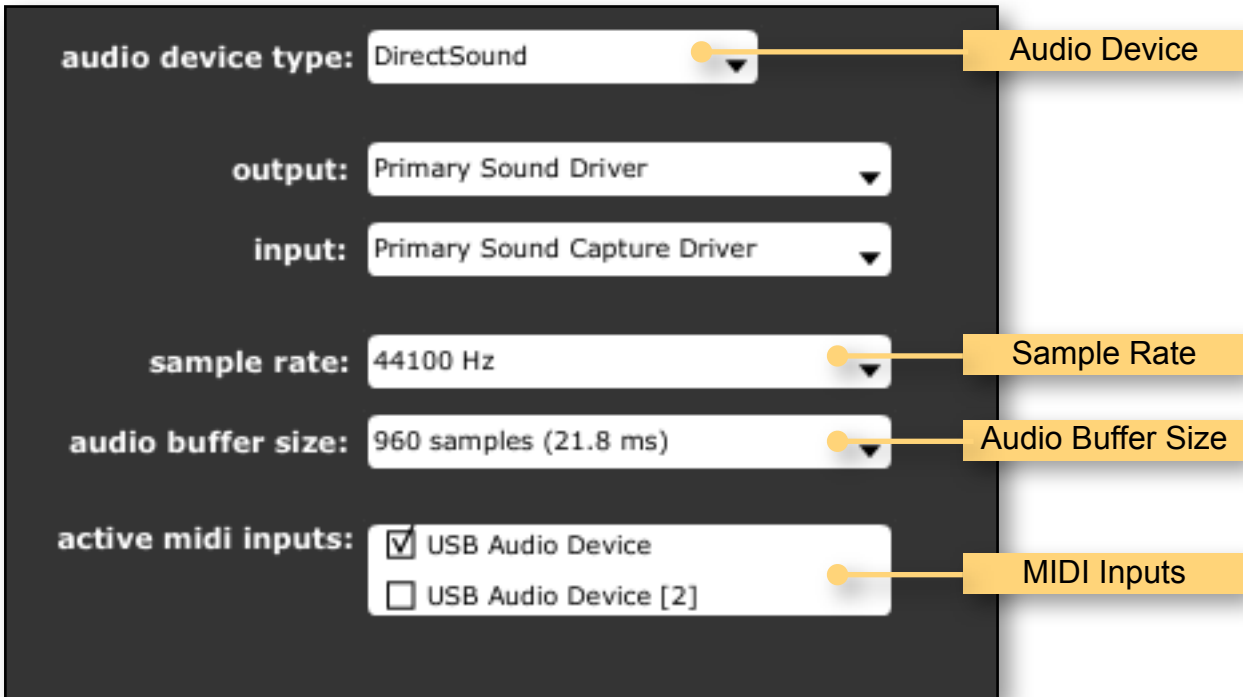 audio device type: DirectSound
Audio Device
output: Primary Sound Driver
input: Primary Sound Capture Driver
sample rate: 44100 Hz
Sample Rate
audio buffer size: 960 samples (21.8 ms)
Audio Buffer Size
active midi inputs: USB Audio Device
MIDI Inputs
USB Audio Device [2]